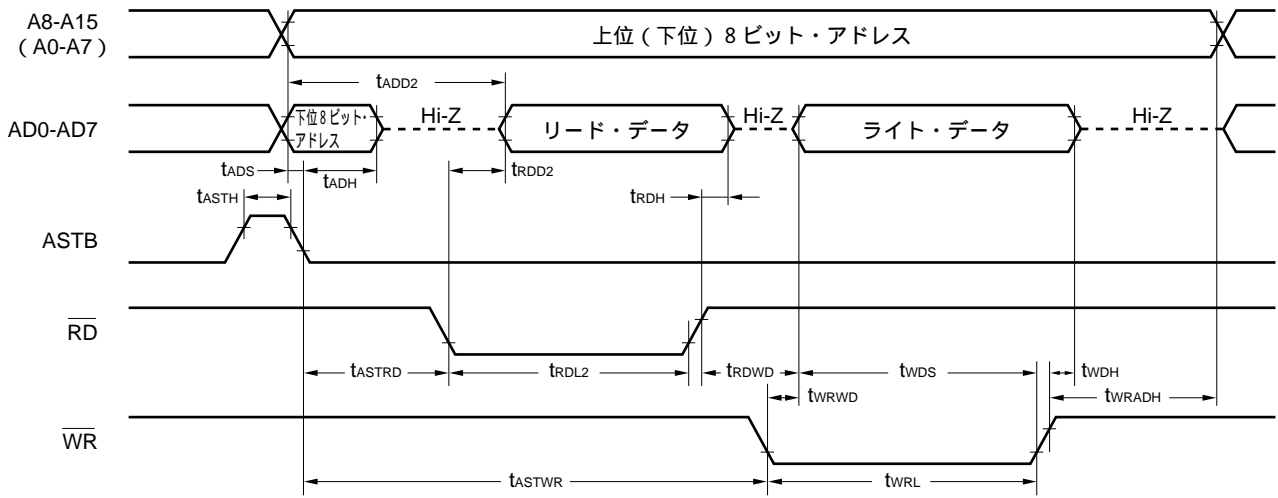 A8-A15
(A0-A7)
上位(下位)8ビット・アドレス
tADD2
AD0-AD7
下位8ビット・
アドレス
Hi-Z
リード・データ
Hi-Z
ライト・データ
Hi-Z
tADS
tADH
tRDD2
tASTH
tRDH
ASTB
RD
tASTRD
tRDL2
tRDWD
tWDS
tWDH
tWRWD
tWRADH
WR
tASTWR
tWRL